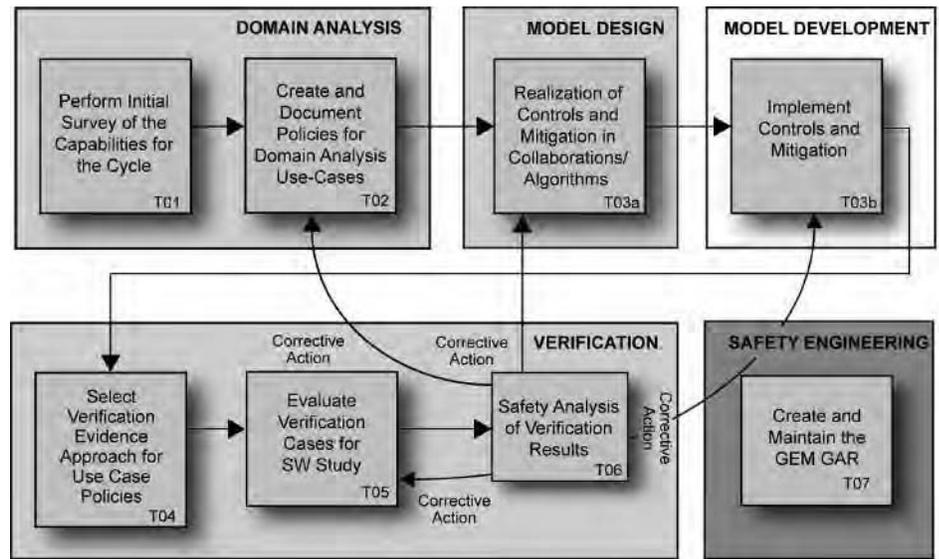 DOMAIN ANALYSIS
Perform Initial
Survey of the
Capabilities for
the Cycle
T01
Create and
Document
Policies for
Domain Analysis
Use-Cases
T02
MODEL DESIGN
Realization of
Controls and
Mitigation in
Collaborations/
Algorithms
T03a
MODEL DEVELOPMENT
Implement
Controls and
Mitigation
T03b
VERIFICATION
Select
Verification
Evidence
Approach for
Use Case
Policies
T04
Corrective
Action
Evaluate
Verification
Cases for
SW Study
T05
Corrective
Action
Safety Analysis
of Verification
Results
T06
Corrective
Action
Corrective
Action
SAFETY ENGINEERING
Create and
Maintain the
GEM GAR
T07